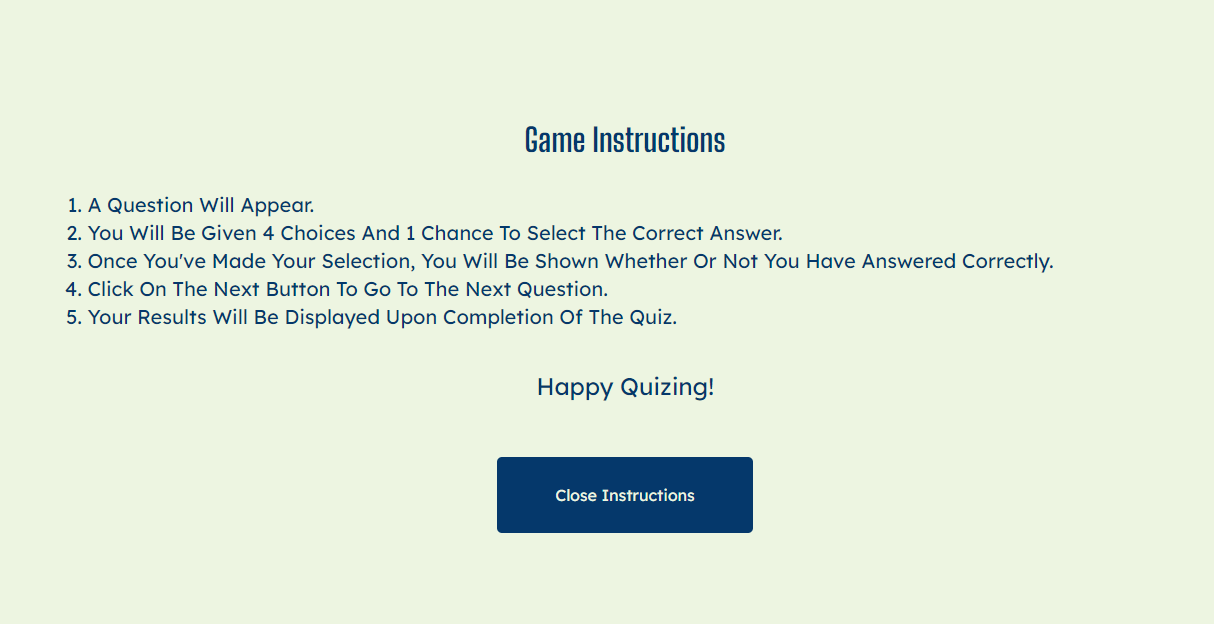 Game Instructions
1. A Question Will Appear.
2. You Will Be Given 4 Choices And 1 Chance To Select The Correct Answer.
3. Once You've Made Your Selection, You Will Be Shown Whether Or Not You Have Answered Correctly.
4. Click On The Next Button To Go To The Next Question.
5. Your Results Will Be Displayed Upon Completion Of The Quiz.
Happy Quizing!
Close Instructions